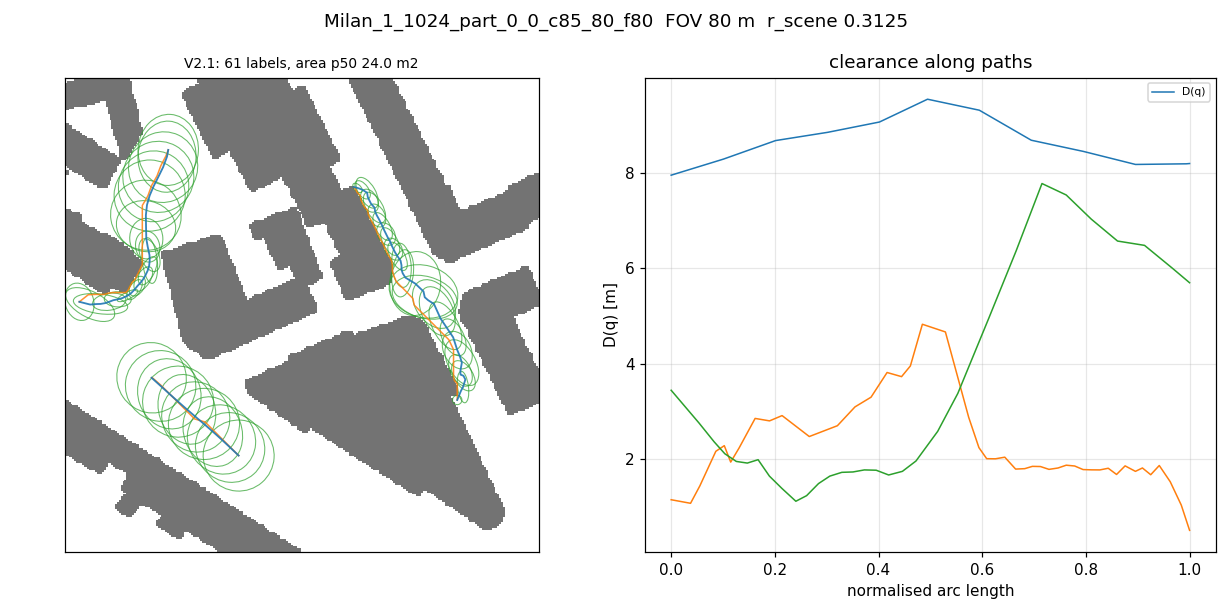 Milan_1_1024_part_0_0_c85_80_f80  FOV 80 m  r_scene 0.3125
V2.1: 61 labels, area p50 24.0 m2
clearance along paths
D(q)
D(q) [m]
8
6
4
2
0.0 0.2 0.4 0.6 0.8 1.0
normalised arc length